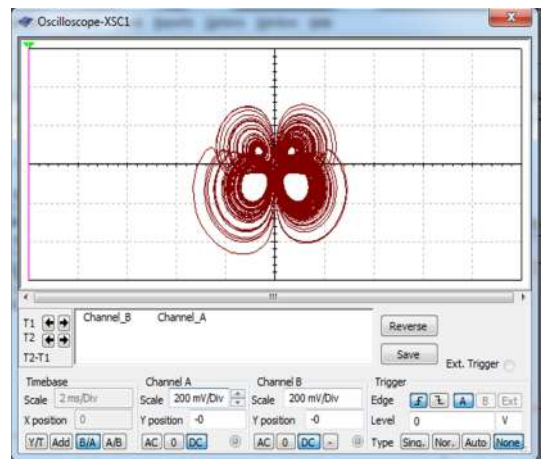 Oscilloscope-XSC1
T1
T2
T2-T1
Channel_B Channel_A
Reverse
Save
Ext. Trigger
Timebase
Scale 2 ms/Div
X position 0
Y/T Add B/A A/B
Channel A
Scale 200 mV/Div
Y position -0
AC 0 DC
Channel B
Scale 200 mV/Div
Y position -0
AC 0 DC -
Trigger
Edge A B Ext
Level 0 V
Type Sing. Nor. Auto None